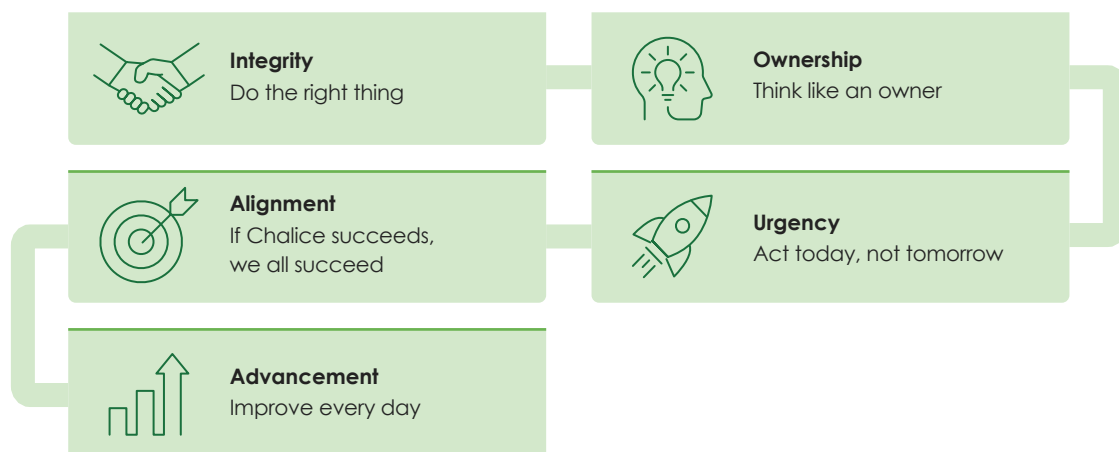 Integrity
Do the right thing
Ownership
Think like an owner
Urgency
Act today, not tomorrow
Alignment
If Chalice succeeds,
we all succeed
Advancement
Improve every day